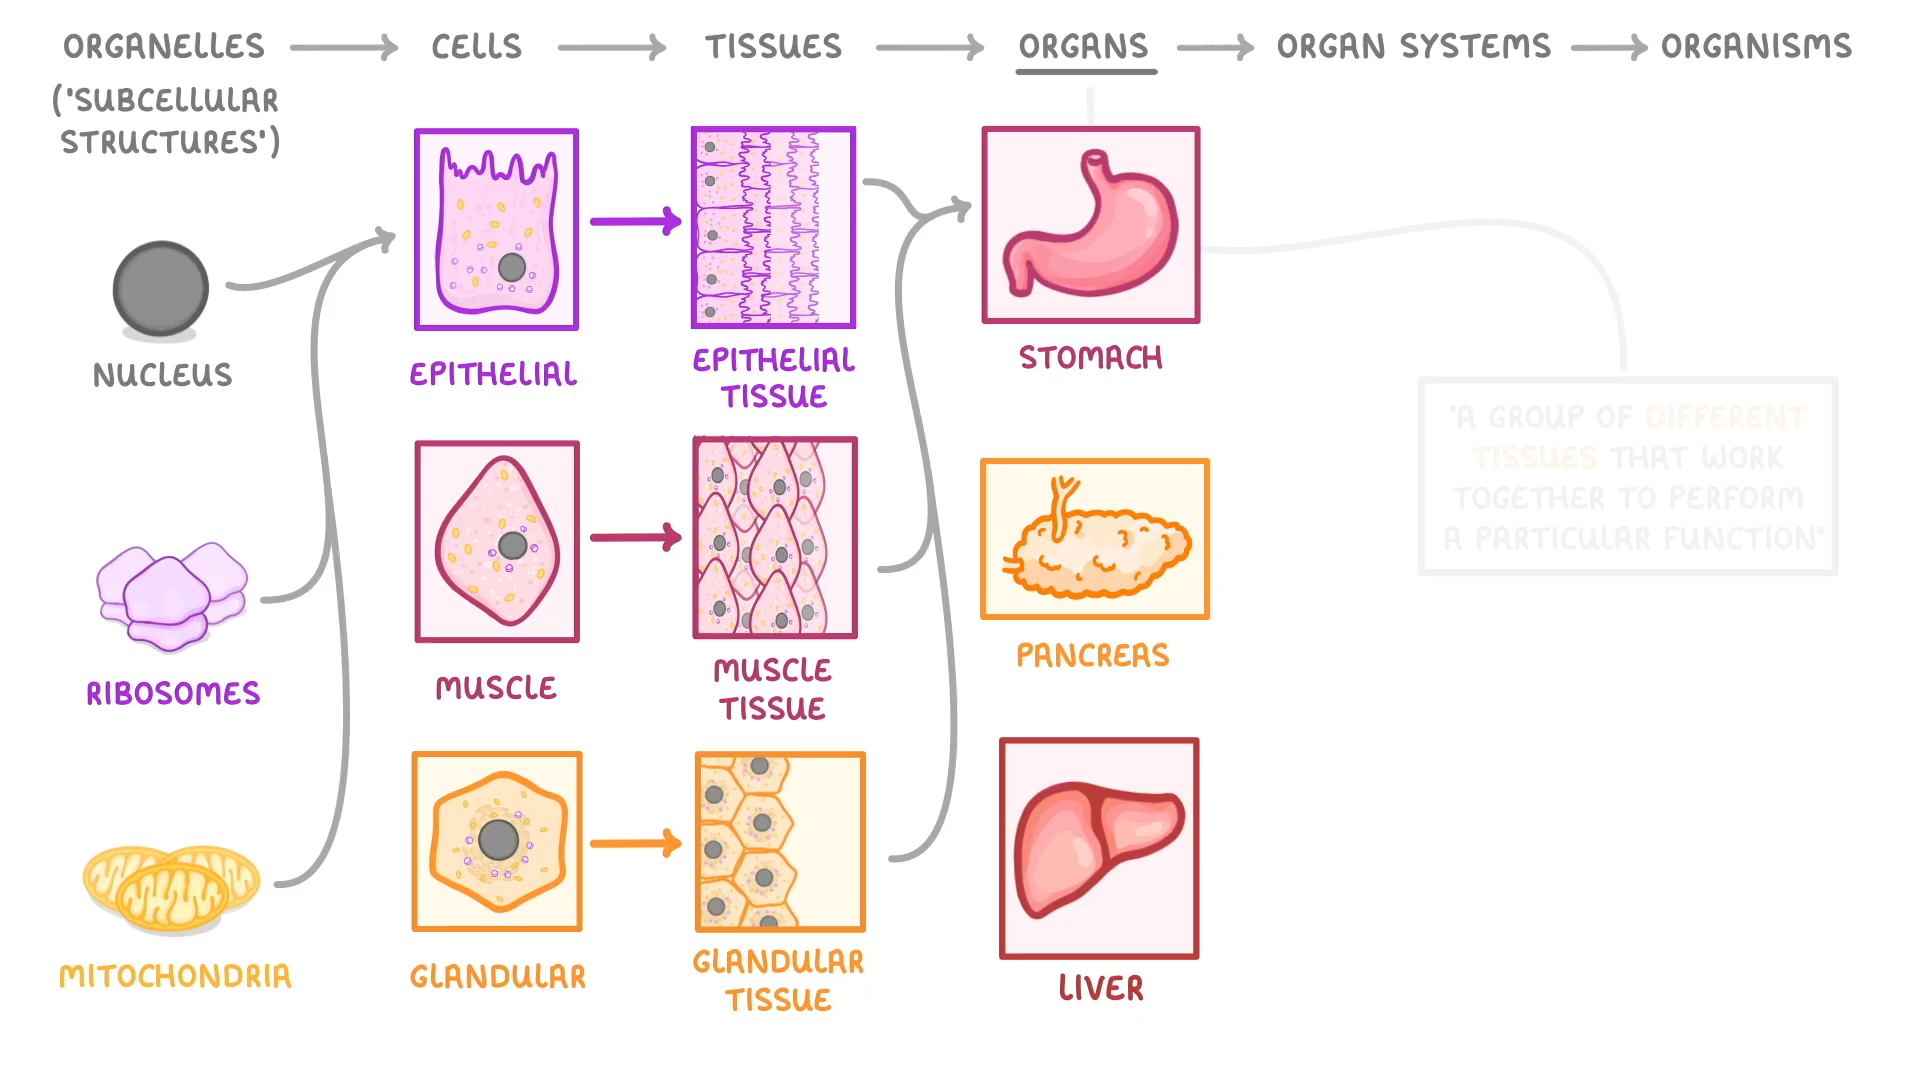 ORGANELLES
CELLS
TISSUES
ORGANS
ORGAN SYSTEMS
ORGANISMS
('SUBCELLULAR
STRUCTURES')
NUCLEUS
RIBOSOMES
MITOCHONDRIA
EPITHELIAL
MUSCLE
GLANDULAR
EPITHELIAL
TISSUE
MUSCLE
TISSUE
GLANDULAR
TISSUE
STOMACH
PANCREAS
LIVER
'A GROUP OF DIFFERENT
TISSUES THAT WORK
TOGETHER TO PERFORM
A PARTICULAR FUNCTION'